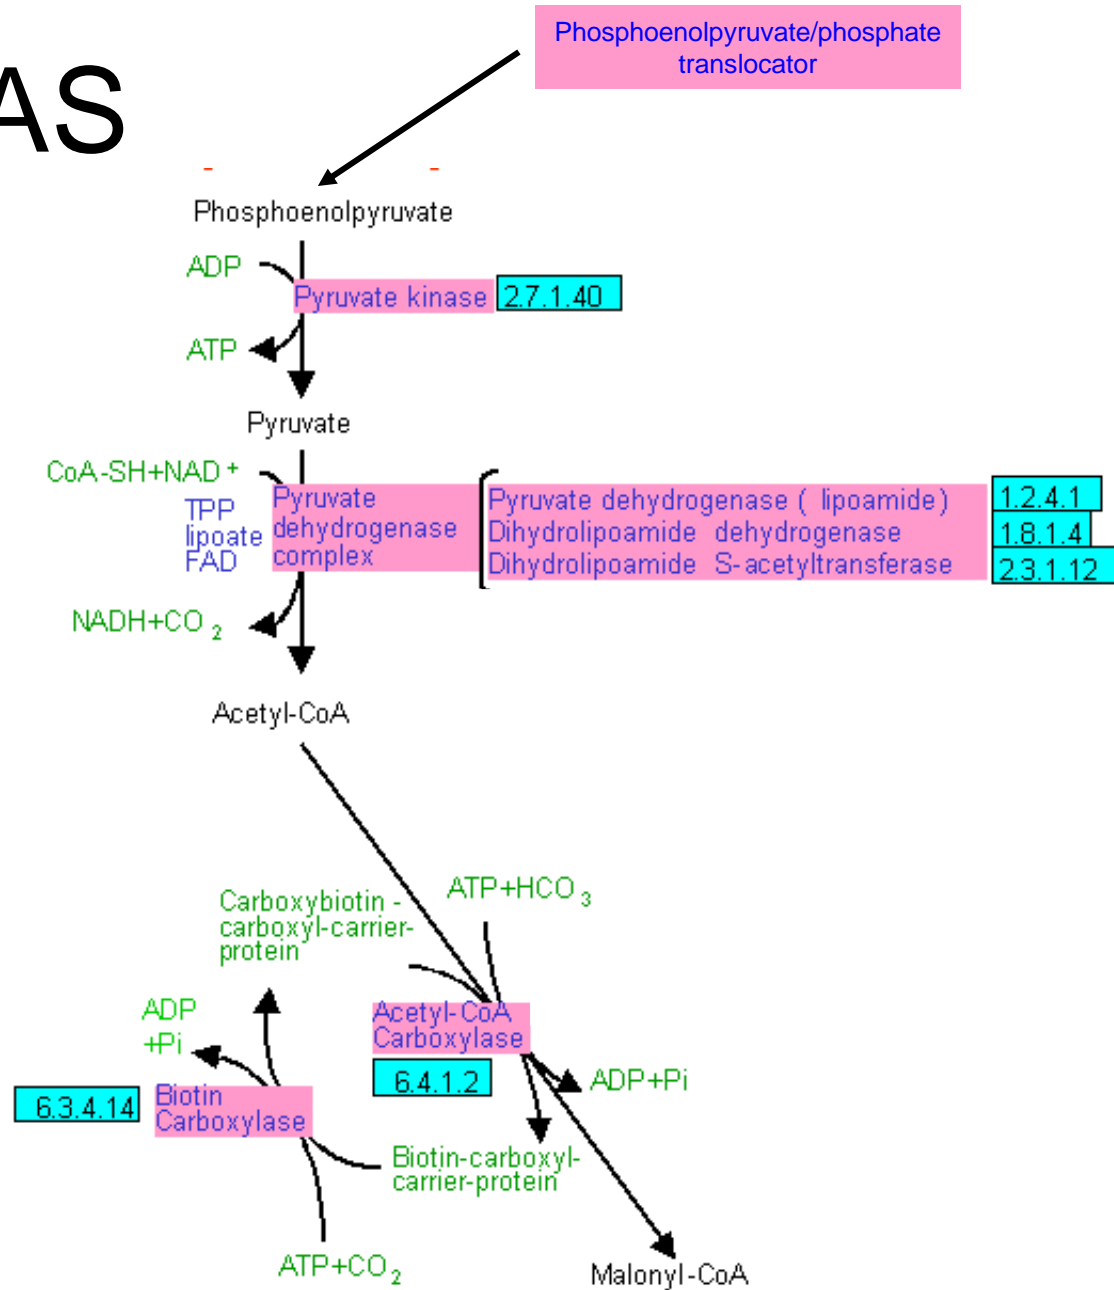 Phosphoenolpyruvate/phosphate
translocator
AS
Phosphoenolpyruvate
ADP
Pyruvate kinase 2.7.1.40
ATP
Pyruvate
CoA-SH+NAD+
TPP
lipoate
FAD
Pyruvate
dehydrogenase
complex
Pyruvate dehydrogenase ( lipoamide) 1.2.4.1
Dihydrolipoamide dehydrogenase 1.8.1.4
Dihydrolipoamide S-acetyltransferase 2.3.1.12
NADH+CO2
Acetyl-CoA
ATP+HCO3
Carboxybiotin -
carboxyl-carrier-
protein
ADP
+Pi
Acetyl-CoA
Carboxylase
6.4.1.2
ADP+Pi
6.3.4.14
Biotin
Carboxylase
Biotin-carboxyl-
carrier-protein
ATP+CO2
Malonyl-CoA